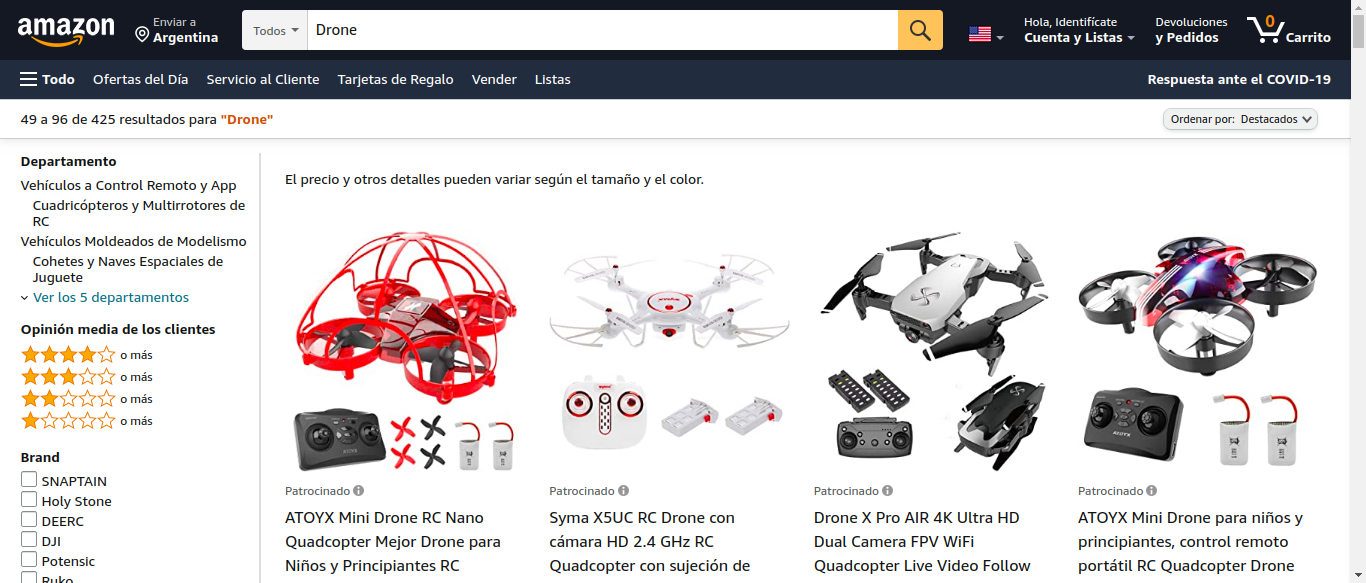 amazon
Enviar a
Argentina
Todos
Drone
Hola, Identifícate
Cuenta y Listas
Devoluciones
y Pedidos
0
Carrito
Todo
Ofertas del Día
Servicio al Cliente
Tarjetas de Regalo
Vender
Listas
Respuesta ante el COVID-19
49 a 96 de 425 resultados para "Drone"
Ordenar por: Destacados
Departamento
Vehículos a Control Remoto y App
Cuadricópteros y Multirrotores de
RC
Vehículos Moldeados de Modelismo
Cohetes y Naves Espaciales de
Juguete
Ver los 5 departamentos
Opinión media de los clientes
o más
o más
o más
o más
Brand
SNAPTAIN
Holy Stone
DEERC
DJI
Potensic
Ruko
El precio y otros detalles pueden variar según el tamaño y el color.
ATOYX
syma
ATOYX
Patrocinado
ATOYX Mini Drone RC Nano
Quadcopter Mejor Drone para
Niños y Principiantes RC
Patrocinado
Syma X5UC RC Drone con
cámara HD 2.4 GHz RC
Quadcopter con sujeción de
Patrocinado
Drone X Pro AIR 4K Ultra HD
Dual Camera FPV WiFi
Quadcopter Live Video Follow
Patrocinado
ATOYX Mini Drone para niños y
principiantes, control remoto
portátil RC Quadcopter Drone